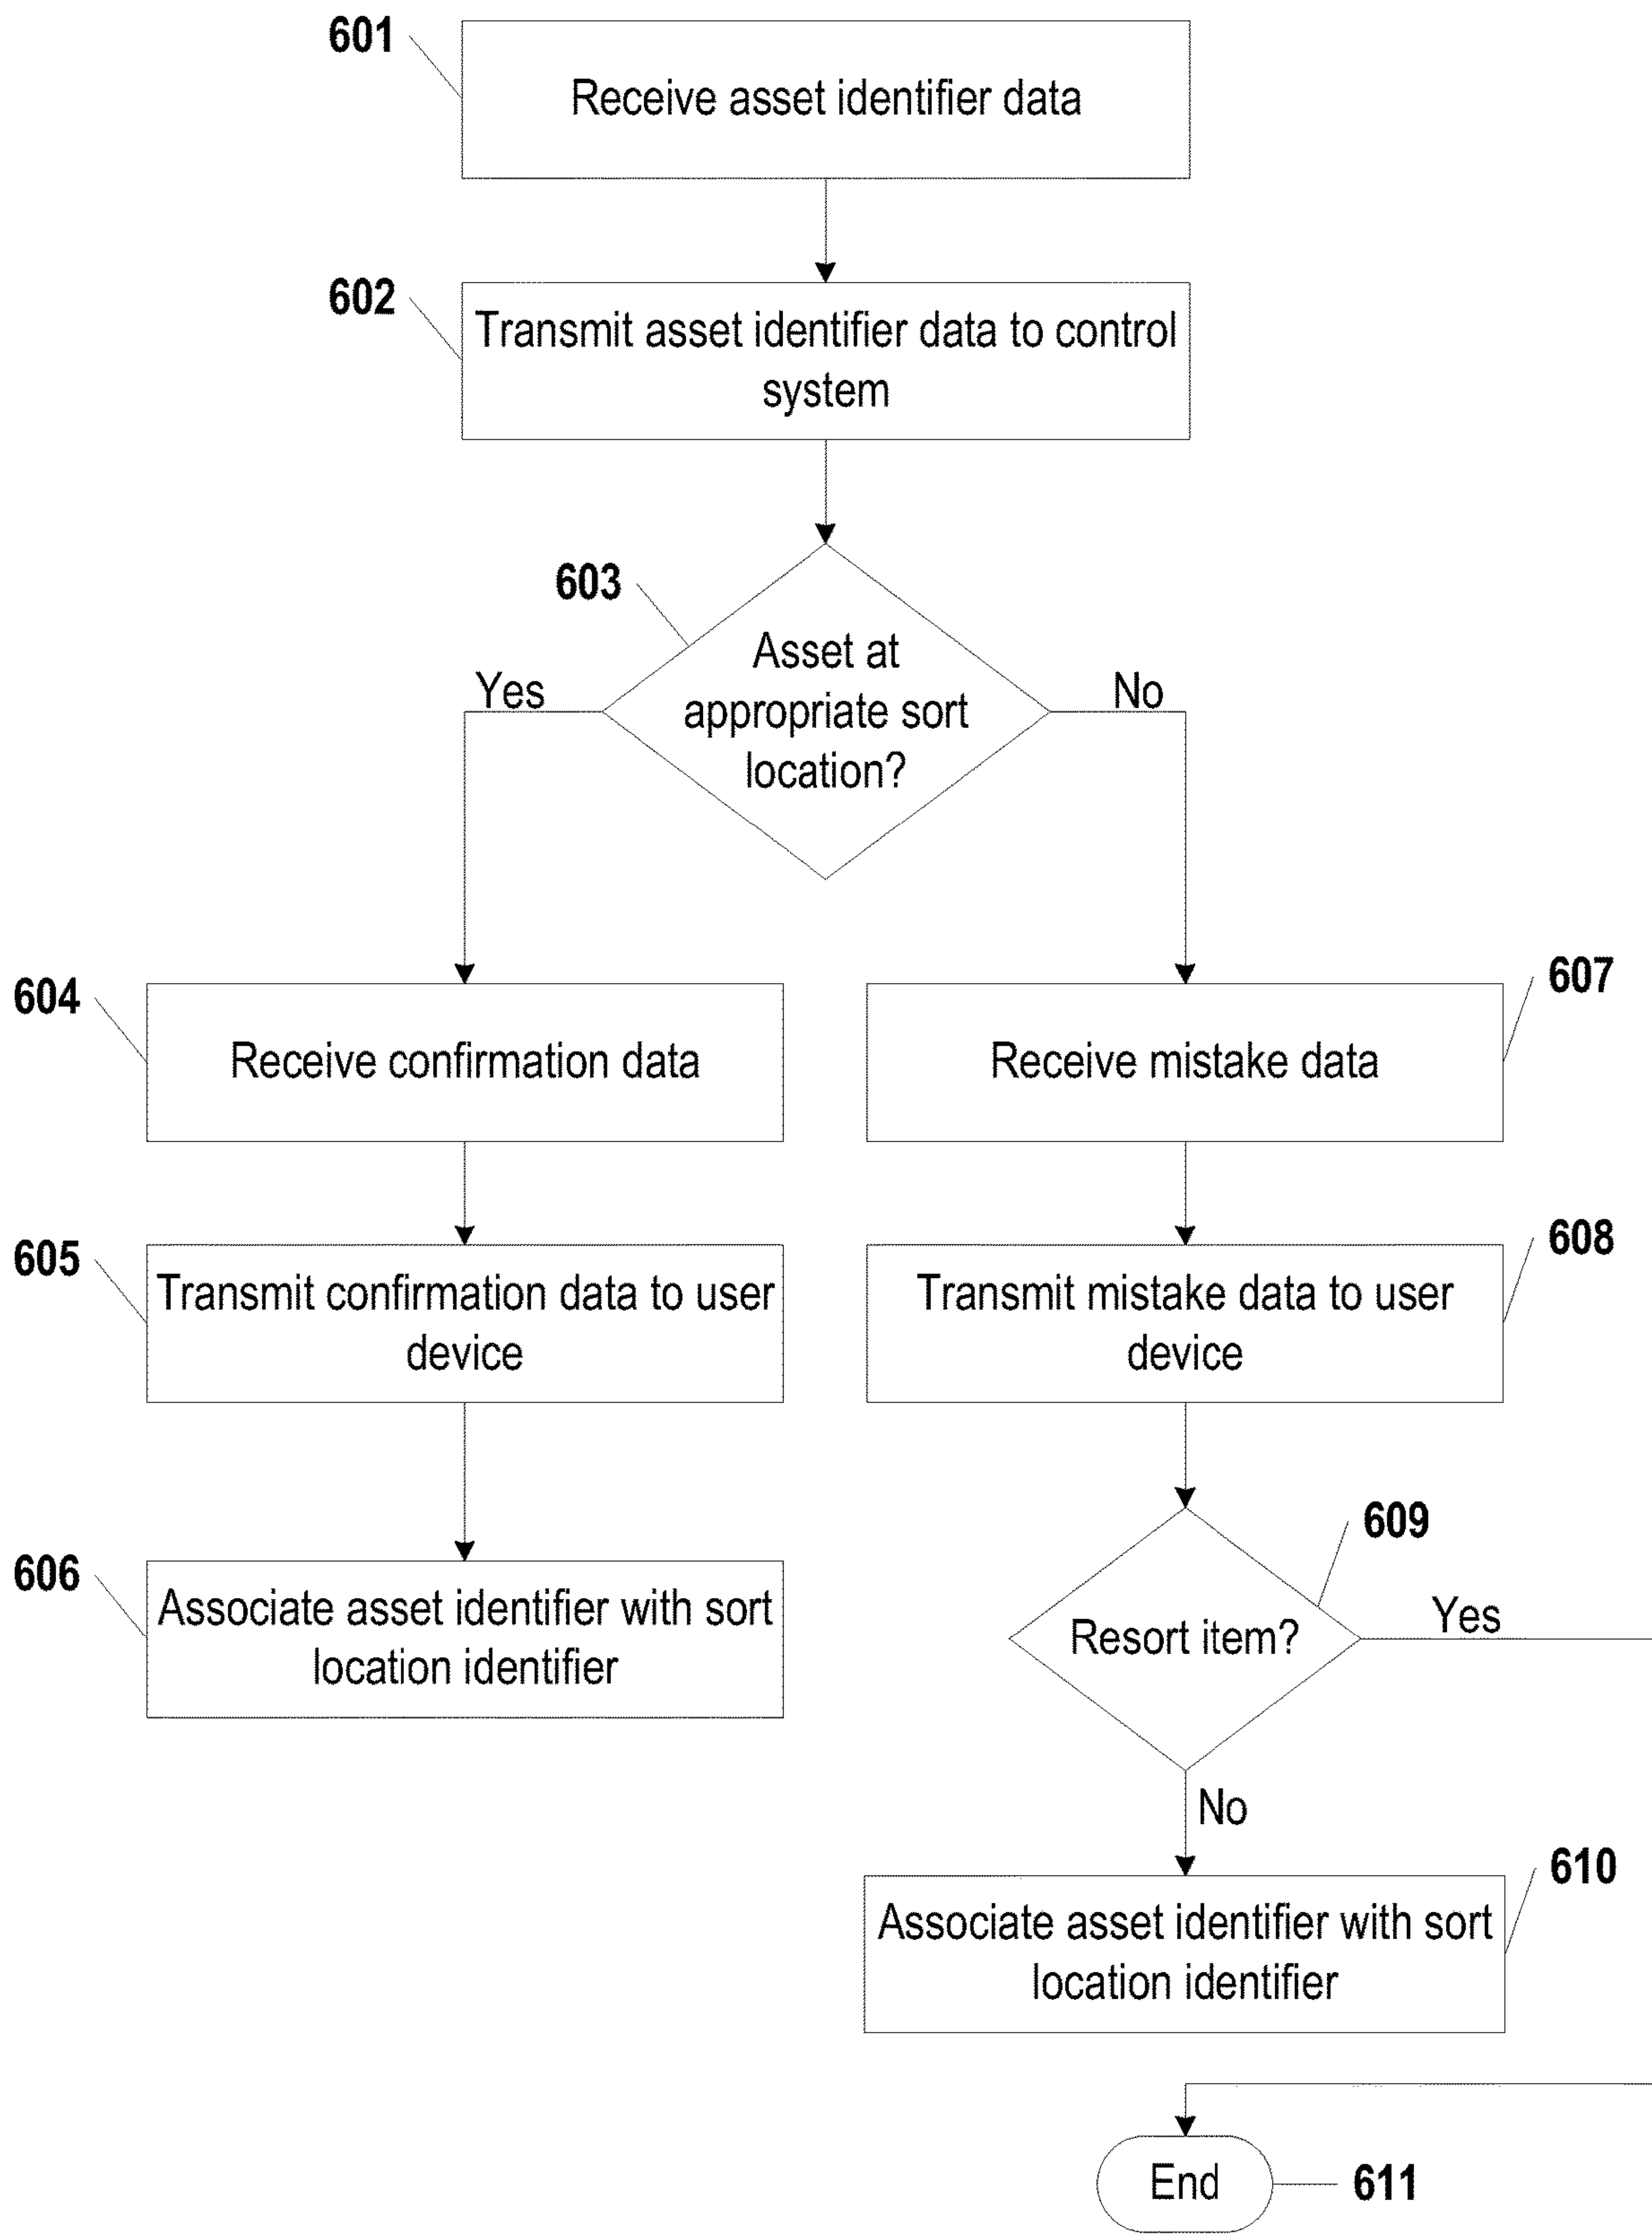 601
Receive asset identifier data
602
Transmit asset identifier data to control
system
603
Asset at
appropriate sort
location?
Yes
No
604
Receive confirmation data
607
Receive mistake data
605
Transmit confirmation data to user
device
608
Transmit mistake data to user
device
606
Associate asset identifier with sort
location identifier
609
Resort item?
Yes
No
610
Associate asset identifier with sort
location identifier
End
611